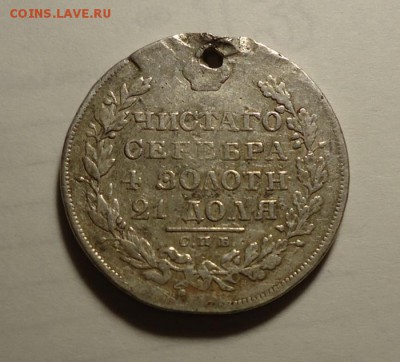 COINS.LAVE.RU
ЧИСТАГО
СЕРЕБРА
4 ЗОЛОТН
21 ДОЛЯ
С.П.Б.